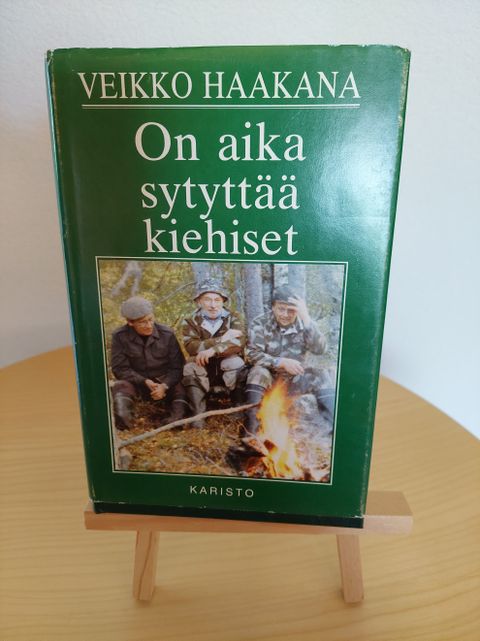 VEIKKO HAAKANA
On aika
sytyttää
kiehiset
KARISTO